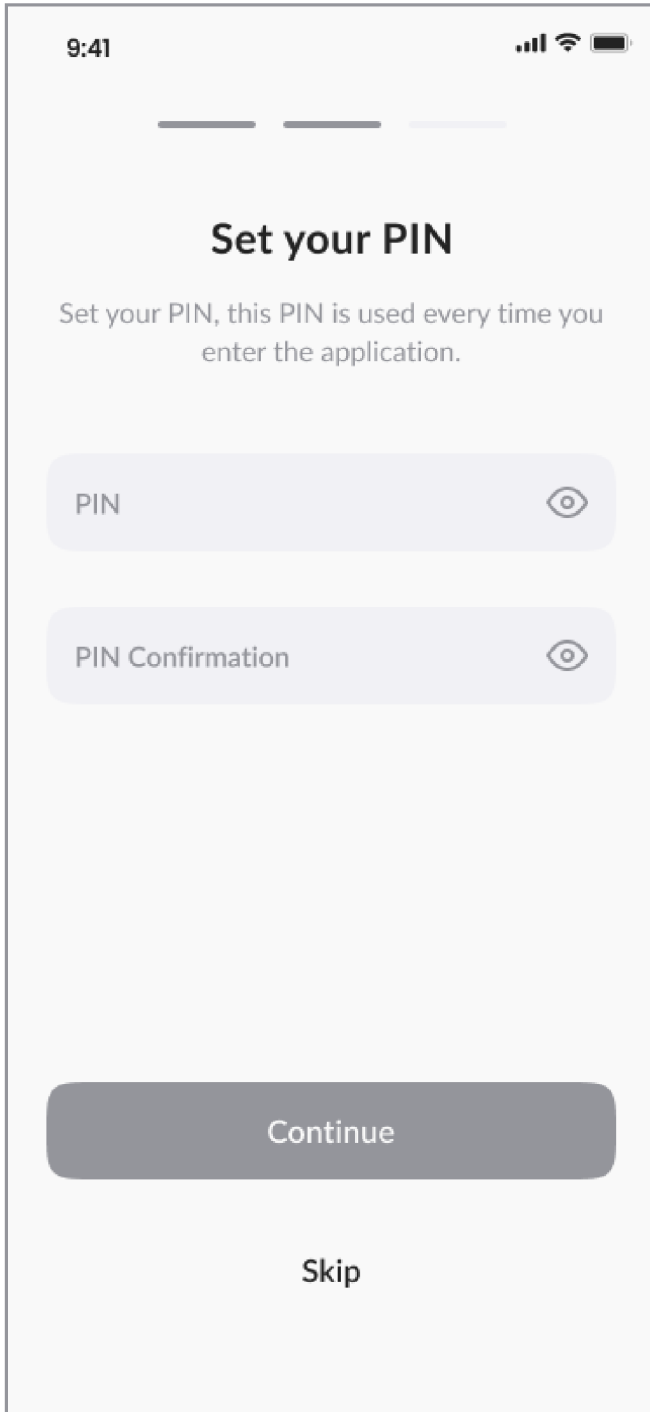 9:41
Set your PIN
Set your PIN, this PIN is used every time you
enter the application.
PIN
PIN Confirmation
Continue
Skip